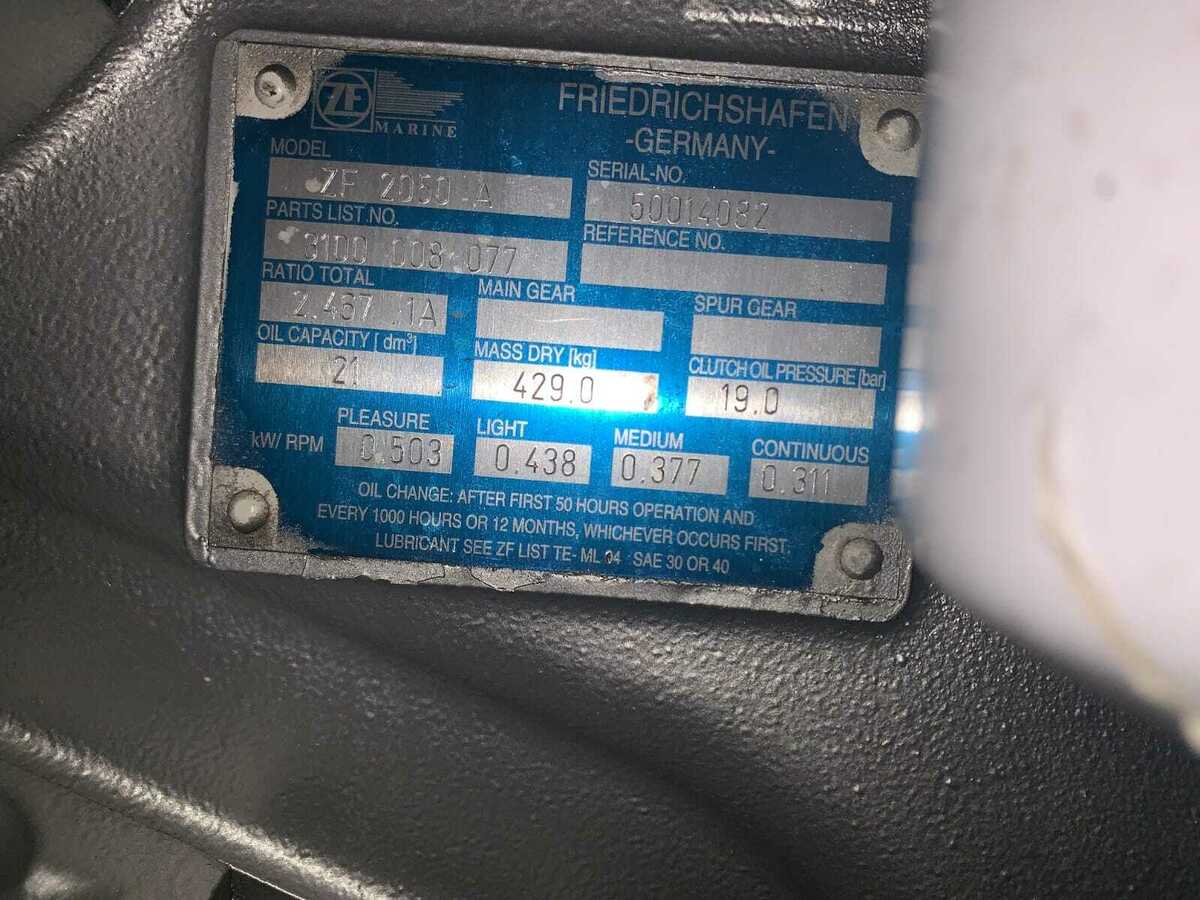 ZF
MARINE
FRIEDRICHSHAFEN
-GERMANY-
MODEL
ZF 2050 A
SERIAL-NO.
50014082
PARTS LIST.NO.
3100 008 077
REFERENCE NO.
RATIO TOTAL
2.467 :1A
MAIN GEAR
SPUR GEAR
OIL CAPACITY [ dm³]
21
MASS DRY [kg]
429.0
CLUTCH OIL PRESSURE [bar]
19.0
kW/ RPM
PLEASURE
0.503
LIGHT
0.438
MEDIUM
0.377
CONTINUOUS
0.311
OIL CHANGE: AFTER FIRST 50 HOURS OPERATION AND
EVERY 1000 HOURS OR 12 MONTHS, WHICHEVER OCCURS FIRST.
LUBRICANT SEE ZF LIST TE- ML 04 SAE 30 OR 40